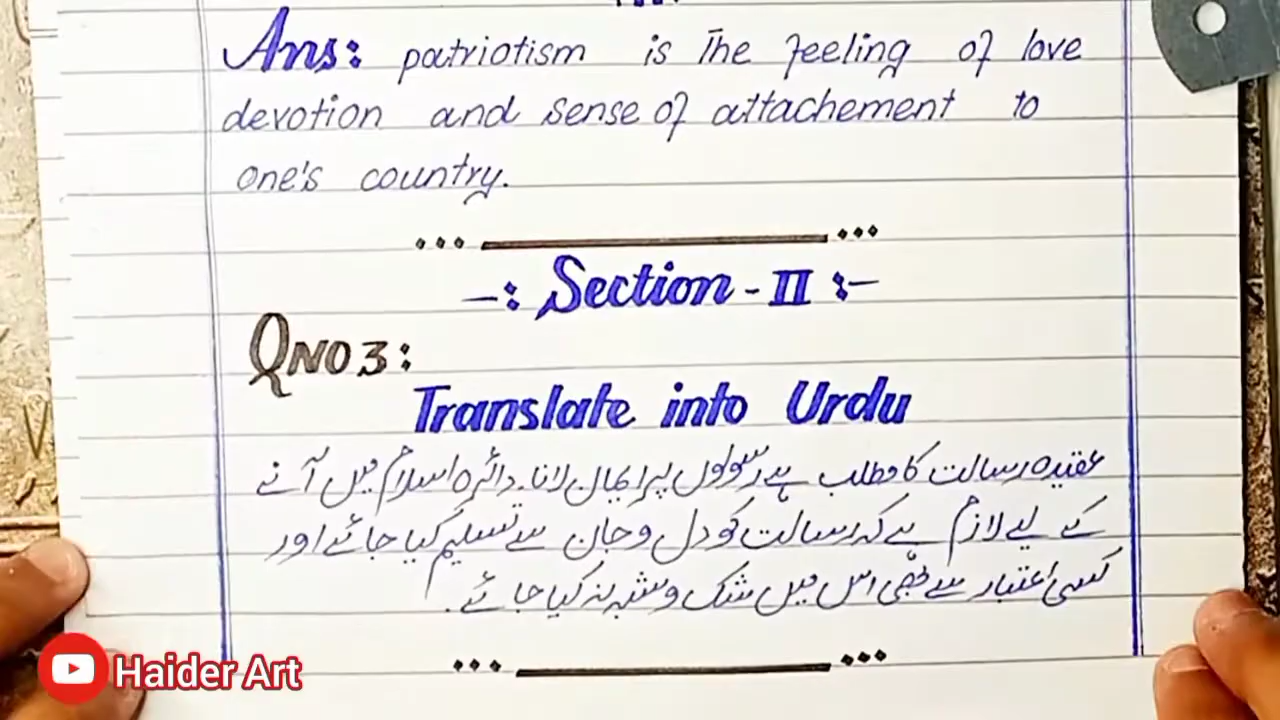 Ans: patriotism is the feeling of love
devotion and sense of attachement to
one's country.
-: Section - II :-
QNO3:
Translate into Urdu
عقیدہ رسالت کا مطلب ہے رسولوں پر ایمان لانا۔ دائرہ اسلام میں آنے
کے لیے لازم ہے کہ رسالت کو دل و جان سے تسلیم کیا جائے اور
کسی اعتبار سے بھی اس میں شک و شبہ نہ کیا جائے۔
Haider Art